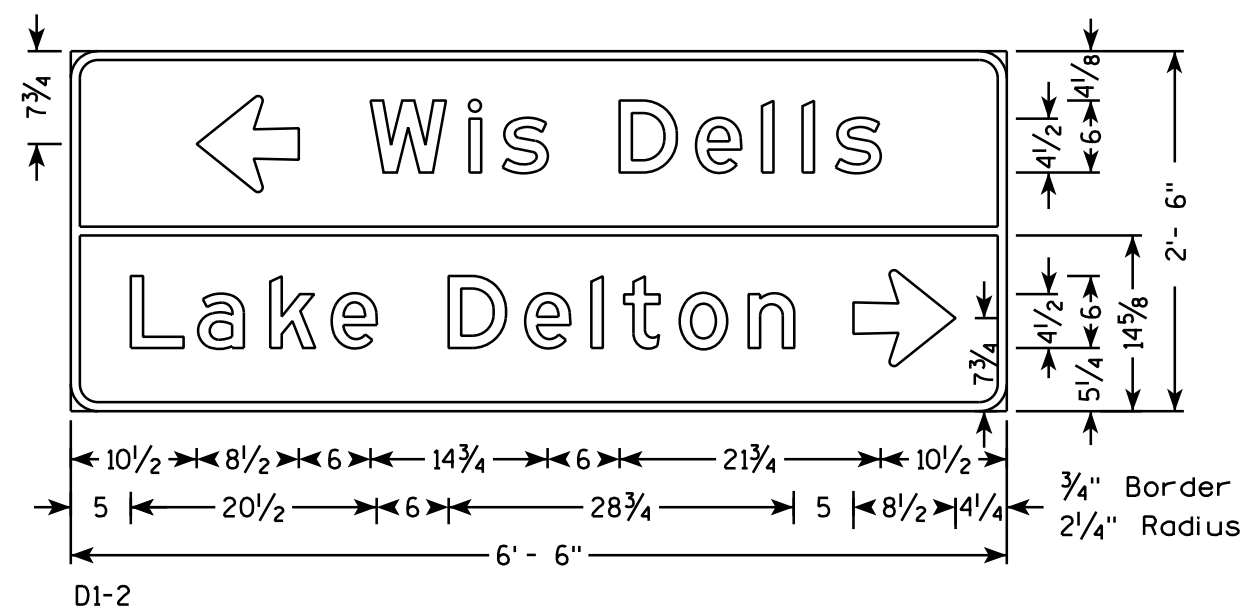 7¾
Wis Dells
4⅛
4½
6
2'- 6"
Lake Delton
7¾
4½
6
5¼
14⅝
10½ 8½ 6 14¾ 6 21¾ 10½
5 20½ 6 28¾ 5 8½ 4¼
¾" Border
2¼" Radius
6' - 6"
D1-2